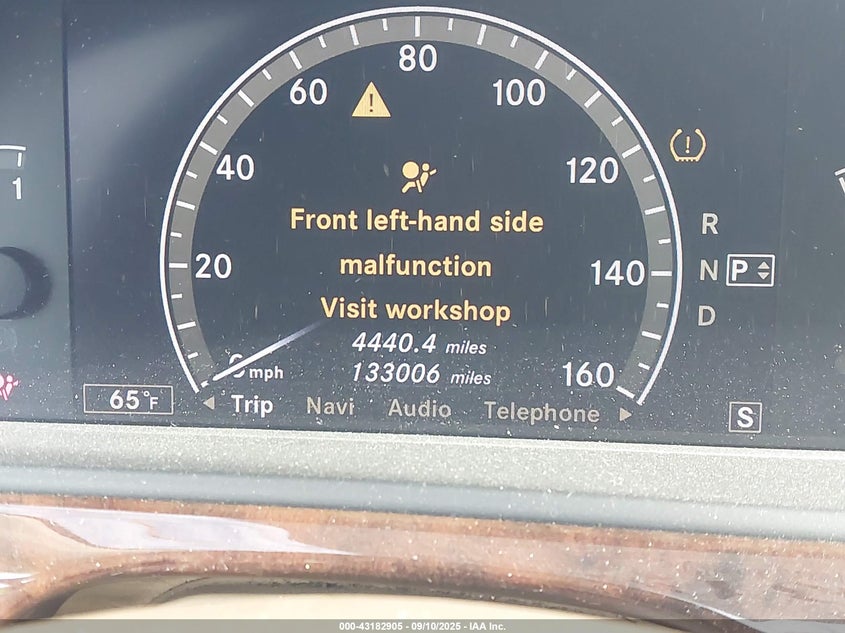 80
60
100
40
120
1
R
Front left-hand side
20
malfunction
140
N
P
Visit workshop
D
4440.4 miles
0 mph
133006 miles
160
65°F
Trip Navi Audio Telephone
S
000-43182905 - 09/10/2025 - IAA Inc.